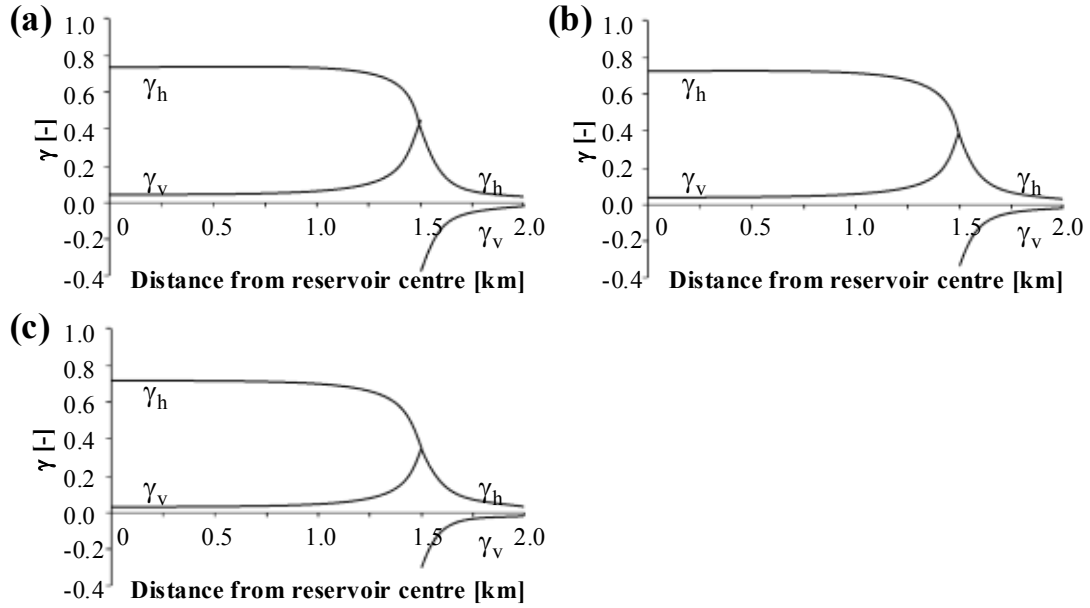 (a)
1.0
0.8
0.6
0.4
0.2
0.0
-0.2
-0.4
γ [-]
γh
γv
γh
γv
0 0.5 1.0 1.5 2.0
Distance from reservoir centre [km]
(b)
1.0
0.8
0.6
0.4
0.2
0.0
-0.2
-0.4
γ [-]
γh
γv
γh
γv
0 0.5 1.0 1.5 2.0
Distance from reservoir centre [km]
(c)
1.0
0.8
0.6
0.4
0.2
0.0
-0.2
-0.4
γ [-]
γh
γv
γh
γv
0 0.5 1.0 1.5 2.0
Distance from reservoir centre [km]